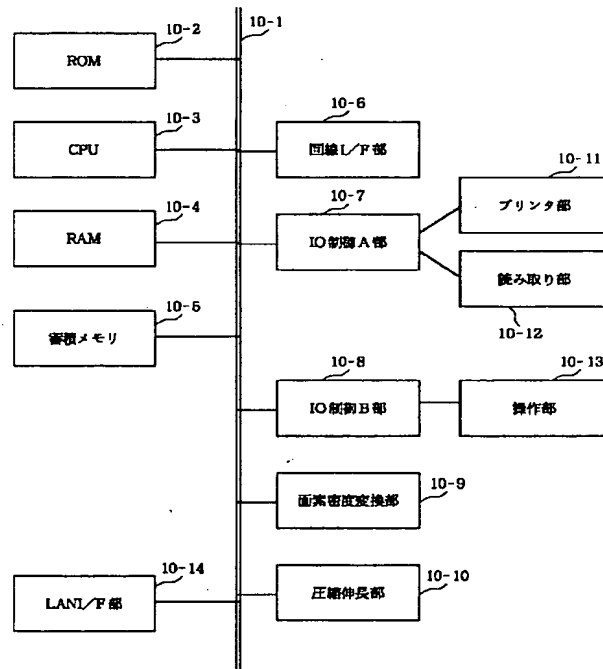 10-1
10-2
ROM
10-3
CPU
10-6
回線I/F部
10-4
RAM
10-7
IO制御A部
10-11
プリンタ部
読み取り部
10-12
10-5
蓄積メモリ
10-8
IO制御B部
10-13
操作部
10-9
画素密度変換部
10-14
LANI/F部
10-10
圧縮伸長部